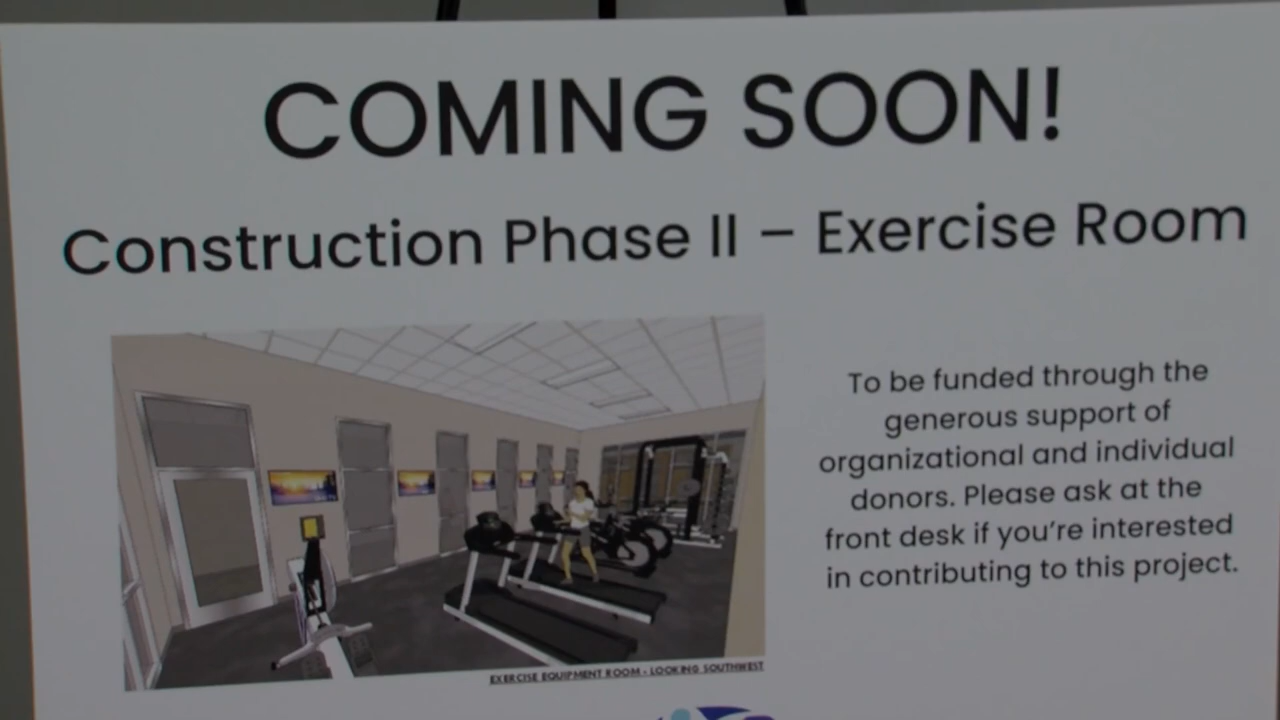 COMING SOON!
Construction Phase II – Exercise Room
To be funded through the
generous support of
organizational and individual
donors. Please ask at the
front desk if you're interested
in contributing to this project.
EXERCISE EQUIPMENT ROOM - LOOKING SOUTHWEST